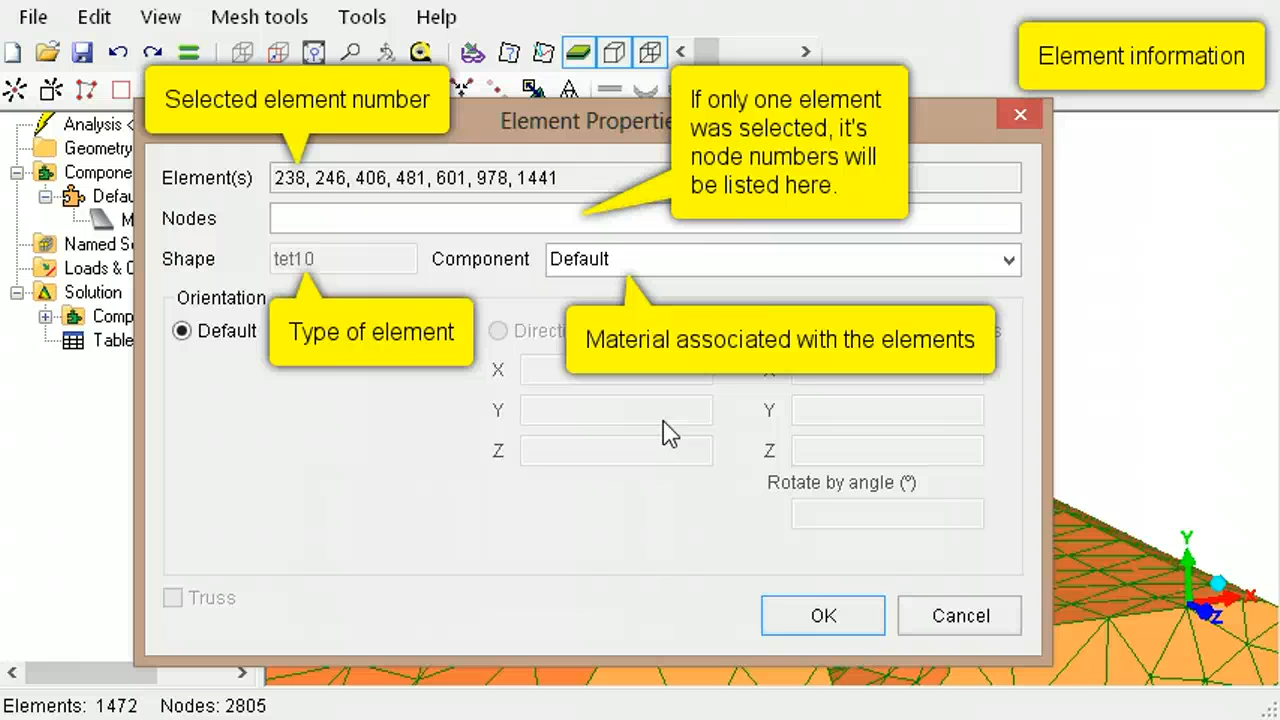 File Edit View Mesh tools Tools Help
Element information
Selected element number
If only one element
was selected, it's
node numbers will
be listed here.
Element Properti
Analysis
Geometry
Compone
Defau
M
Named S
Loads &
Solution
Comp
Table
Element(s) 238, 246, 406, 481, 601, 978, 1441
Nodes
Shape tet10 Component Default
Orientation
Default
Type of element
Directi
Material associated with the elements
s
X
Y Y
Z Z
Rotate by angle (º)
Truss
OK Cancel
Y
X
Z
Elements: 1472 Nodes: 2805